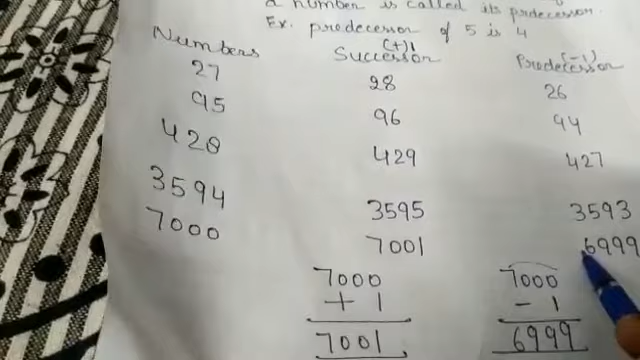 a number is called its predecessor.
Ex. predecessor of 5 is 4
Numbers Successor (+)1 Predecessor (-1)
27 28 26
95 96 94
428 429 427
3594 3595 3593
7000 7001 6999
7000 7000
+ 1 - 1
7001 6999